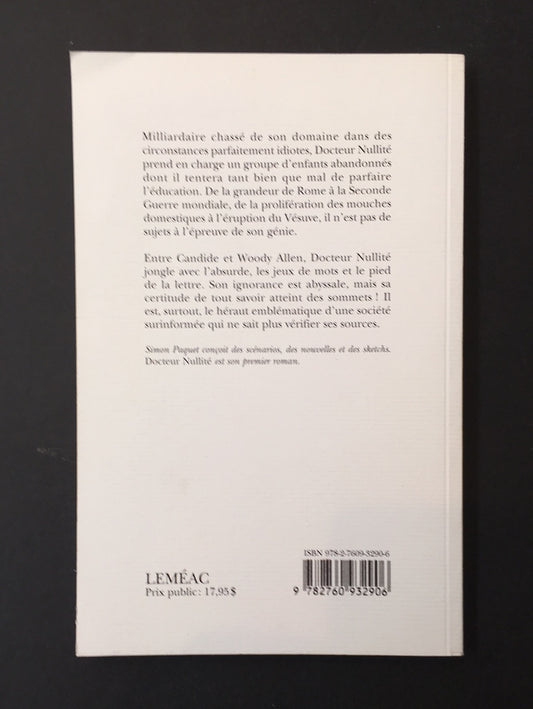 Milliardaire chassé de son domaine dans des
circonstances parfaitement idiotes, Docteur Nullité
prend en charge un groupe d'enfants abandonnés
dont il tentera tant bien que mal de parfaire
l'éducation. De la grandeur de Rome à la Seconde
Guerre mondiale, de la prolifération des mouches
domestiques à l'éruption du Vésuve, il n'est pas de
sujets à l'épreuve de son génie.
Entre Candide et Woody Allen, Docteur Nullité
jongle avec l'absurde, les jeux de mots et le pied
de la lettre. Son ignorance est abyssale, mais sa
certitude de tout savoir atteint des sommets ! Il
est, surtout, le héraut emblématique d'une société
surinformée qui ne sait plus vérifier ses sources.
Simon Paquet conçoit des scénarios, des nouvelles et des sketchs.
Docteur Nullité est son premier roman.
ISBN 978-2-7609-3290-6
LEMÉAC
Prix public : 17,95 $
9 782760 932906